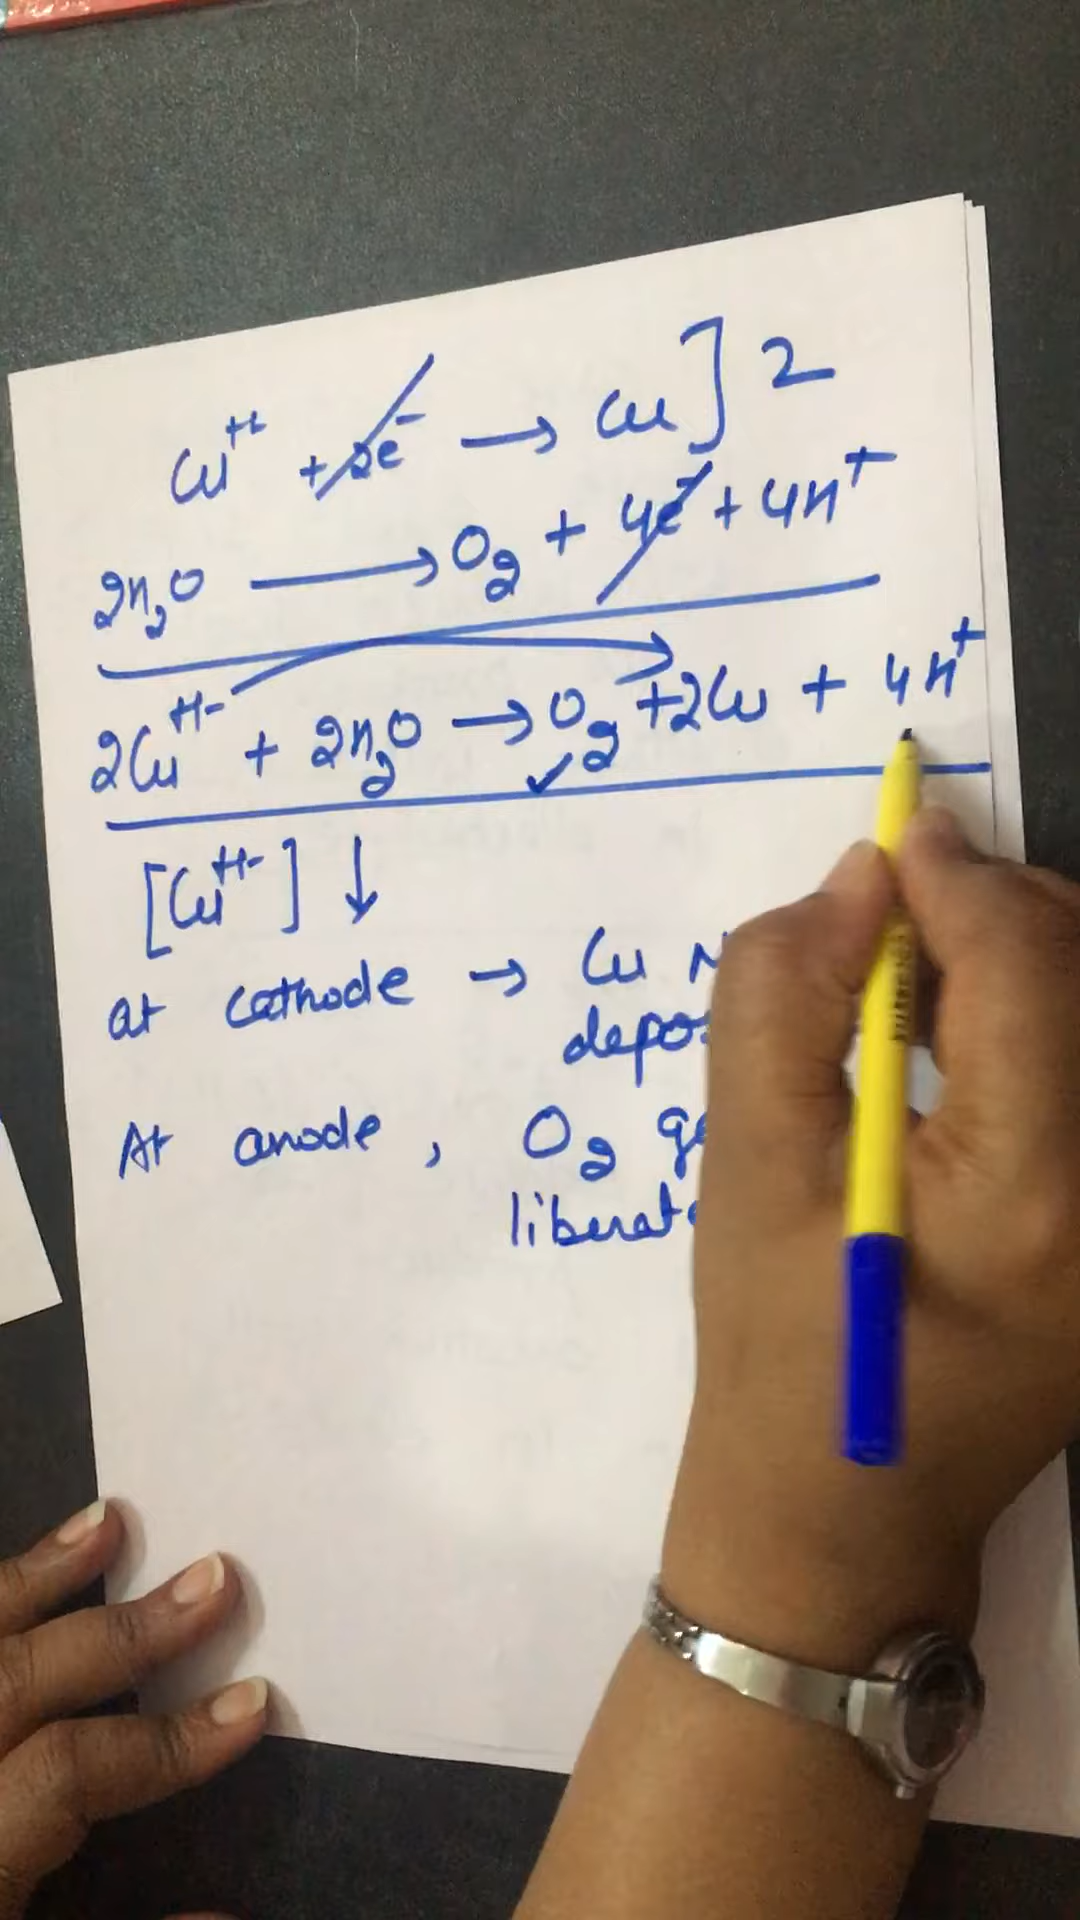 Cu++ + 2e- → Cu ] 2
2H2O → O2 + 4e- + 4H+
2Cu++ + 2H2O → O2 + 2Cu + 4H+
[Cu++] ↓
at cathode → Cu
At anode, O2